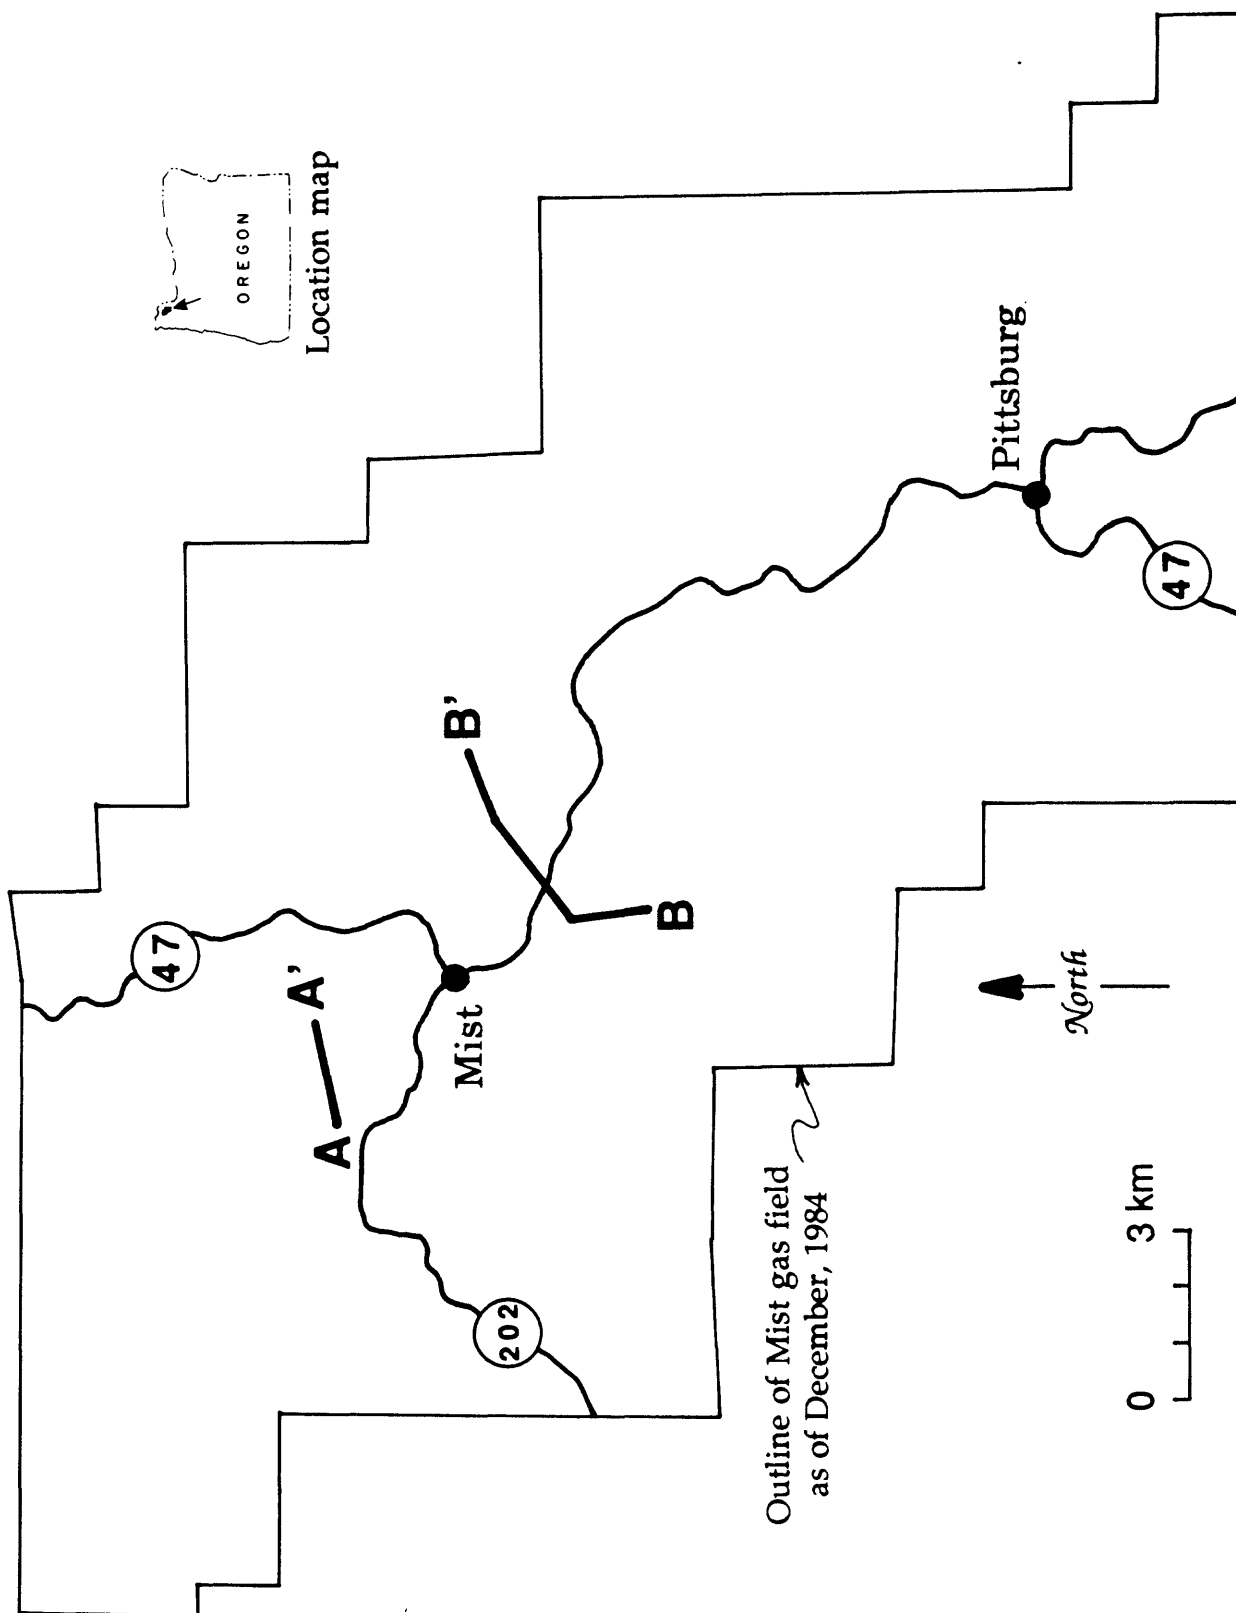 OREGON
Location map
47
A
A'
Mist
B
B'
202
Pittsburg
47
Outline of Mist gas field
as of December, 1984
North
0
3 km